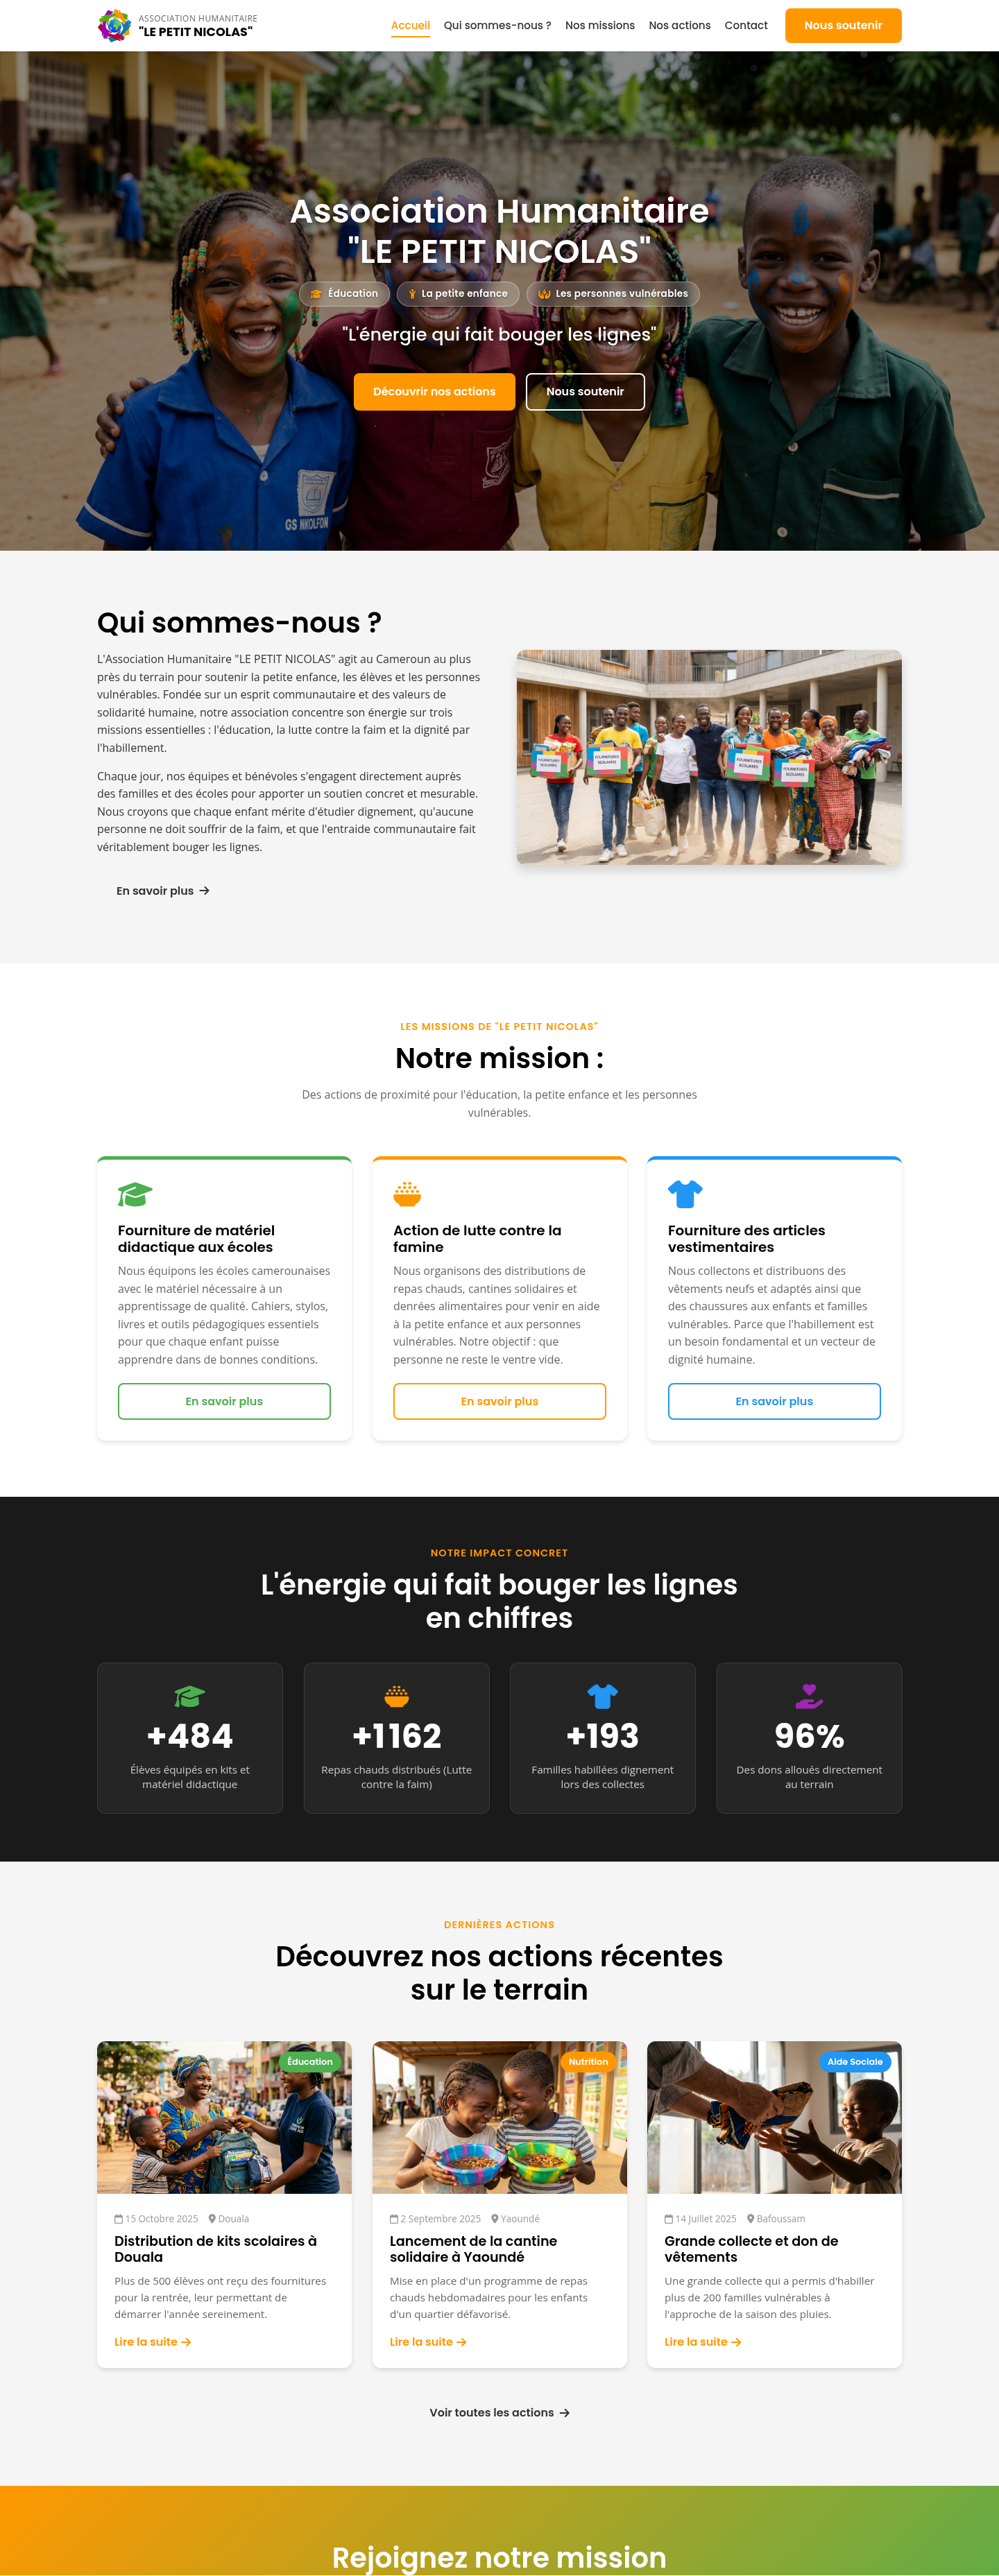 ASSOCIATION HUMANITAIRE
"LE PETIT NICOLAS"
Accueil
Qui sommes-nous ?
Nos missions
Nos actions
Contact
Nous soutenir
Association Humanitaire
"LE PETIT NICOLAS"
Éducation
La petite enfance
Les personnes vulnérables
"L'énergie qui fait bouger les lignes"
Découvrir nos actions
Nous soutenir
GS NKOLFON
Qui sommes-nous ?
L'Association Humanitaire "LE PETIT NICOLAS" agit au Cameroun au plus
près du terrain pour soutenir la petite enfance, les élèves et les personnes
vulnérables. Fondée sur un esprit communautaire et des valeurs de
solidarité humaine, notre association concentre son énergie sur trois
missions essentielles : l'éducation, la lutte contre la faim et la dignité par
l'habillement.
Chaque jour, nos équipes et bénévoles s'engagent directement auprès
des familles et des écoles pour apporter un soutien concret et mesurable.
Nous croyons que chaque enfant mérite d'étudier dignement, qu'aucune
personne ne doit souffrir de la faim, et que l'entraide communautaire fait
véritablement bouger les lignes.
En savoir plus
FOURNITURES
SCOLAIRES
FOURNITURES
SCOLAIRES
FOURNITURES
SCOLAIRES
FOURNITURES
SCOLAIRES
LES MISSIONS DE "LE PETIT NICOLAS"
Notre mission :
Des actions de proximité pour l'éducation, la petite enfance et les personnes
vulnérables.
Fourniture de matériel
didactique aux écoles
Nous équipons les écoles camerounaises
avec le matériel nécessaire à un
apprentissage de qualité. Cahiers, stylos,
livres et outils pédagogiques essentiels
pour que chaque enfant puisse
apprendre dans de bonnes conditions.
En savoir plus
Action de lutte contre la
famine
Nous organisons des distributions de
repas chauds, cantines solidaires et
denrées alimentaires pour venir en aide
à la petite enfance et aux personnes
vulnérables. Notre objectif : que
personne ne reste le ventre vide.
En savoir plus
Fourniture des articles
vestimentaires
Nous collectons et distribuons des
vêtements neufs et adaptés ainsi que
des chaussures aux enfants et familles
vulnérables. Parce que l'habillement est
un besoin fondamental et un vecteur de
dignité humaine.
En savoir plus
NOTRE IMPACT CONCRET
L'énergie qui fait bouger les lignes
en chiffres
+484
Élèves équipés en kits et
matériel didactique
+1 162
Repas chauds distribués (Lutte
contre la faim)
+193
Familles habillées dignement
lors des collectes
96%
Des dons alloués directement
au terrain
DERNIÈRES ACTIONS
Découvrez nos actions récentes
sur le terrain
Éducation
15 Octobre 2025
Douala
Distribution de kits scolaires à
Douala
Plus de 500 élèves ont reçu des fournitures
pour la rentrée, leur permettant de
démarrer l'année sereinement.
Lire la suite
Nutrition
2 Septembre 2025
Yaoundé
Lancement de la cantine
solidaire à Yaoundé
Mise en place d'un programme de repas
chauds hebdomadaires pour les enfants
d'un quartier défavorisé.
Lire la suite
Aide Sociale
14 Juillet 2025
Bafoussam
Grande collecte et don de
vêtements
Une grande collecte qui a permis d'habiller
plus de 200 familles vulnérables à
l'approche de la saison des pluies.
Lire la suite
Voir toutes les actions
Rejoignez notre mission